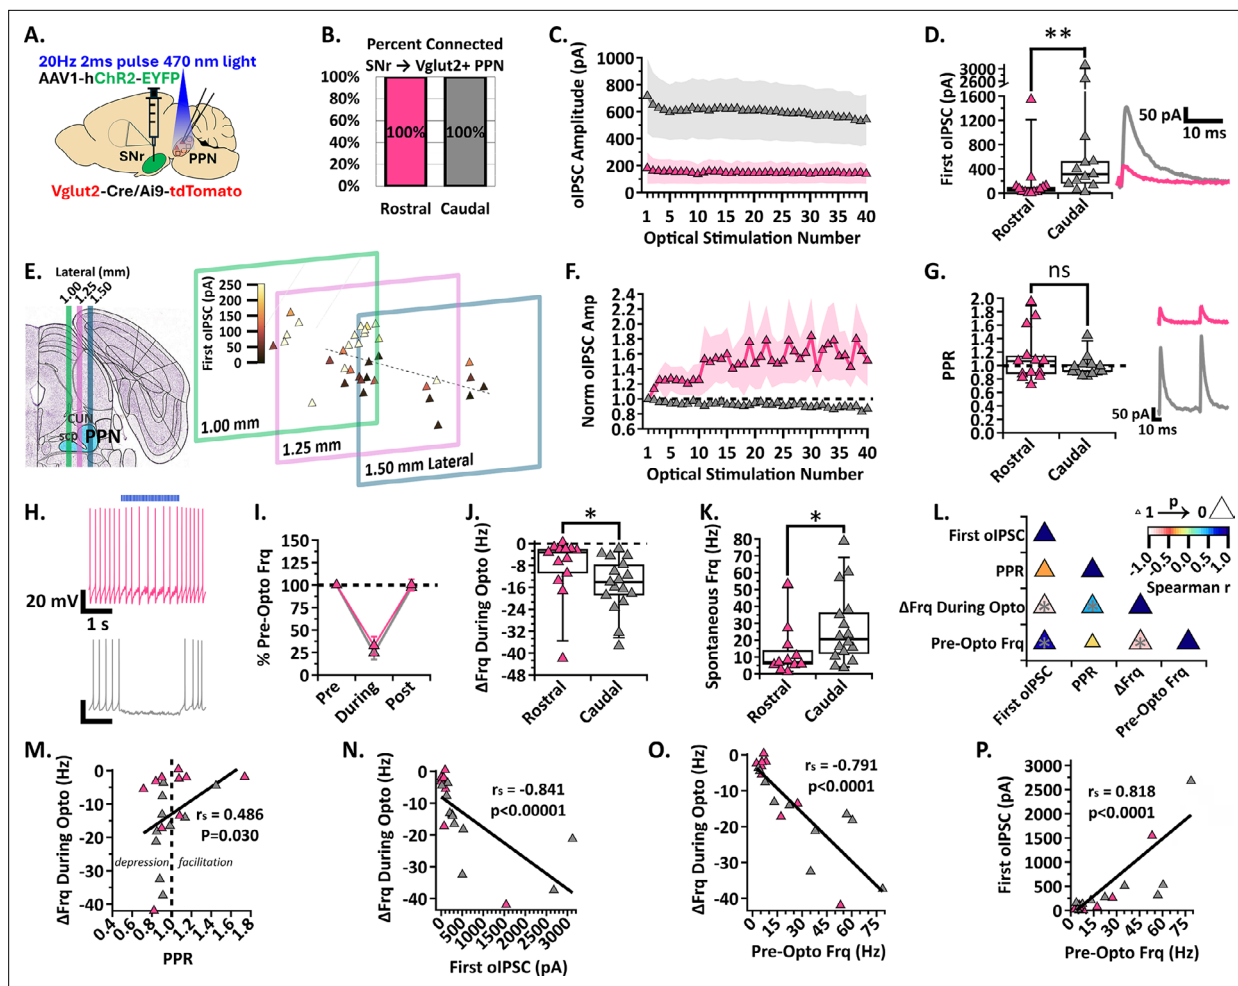 A.
20Hz 2ms pulse 470 nm light
AAV1-hChR2-EYFP
SNr
PPN
Vglut2-Cre/Ai9-tdTomato
B.
Percent Connected
SNr → Vglut2+ PPN
100%
80%
60%
40%
20%
0%
100%
100%
Rostral
Caudal
C.
oIPSC Amplitude (pA)
1000
800
600
400
200
0
1 5 10 15 20 25 30 35 40
Optical Stimulation Number
D.
**
First oIPSC (pA)
3000
2000
1600
1200
800
400
0
Rostral
Caudal
50 pA
10 ms
E.
Lateral (mm)
1.00
1.25
1.50
CUN
scp
PPN
First oIPSC (pA)
250
200
150
100
50
0
1.00 mm
1.25 mm
1.50 mm Lateral
F.
Norm oIPSC Amp
2.4
2.2
2.0
1.8
1.6
1.4
1.2
1.0
0.8
0.6
1 5 10 15 20 25 30 35 40
Optical Stimulation Number
G.
ns
PPR
2.0
1.8
1.6
1.4
1.2
1.0
0.8
0.6
0.4
0.2
0.0
Rostral
Caudal
50 pA
10 ms
H.
20 mV
1 s
I.
% Pre-Opto Frq
150
125
100
75
50
25
0
Pre
During
Post
J.
*
ΔFrq During Opto (Hz)
0
-8
-16
-24
-32
-40
-48
Rostral
Caudal
K.
*
Spontaneous Frq (Hz)
80
70
60
50
40
30
20
10
0
Rostral
Caudal
L.
p
1 → 0
-1.0
-0.5
0.0
0.5
1.0
Spearman r
First oIPSC
PPR
ΔFrq During Opto
*
*
Pre-Opto Frq
*
*
First oIPSC
PPR
ΔFrq
Pre-Opto Frq
M.
ΔFrq During Opto (Hz)
0
-10
-20
-30
-40
rs = 0.486
P=0.030
depression
facilitation
0.4
0.6
0.8
1.0
1.2
1.4
1.6
1.8
PPR
N.
ΔFrq During Opto (Hz)
0
-10
-20
-30
-40
rs = -0.841
p<0.00001
0
500
1000
1500
2000
2500
3000
First oIPSC (pA)
O.
ΔFrq During Opto (Hz)
0
-10
-20
-30
-40
rs = -0.791
p<0.0001
0 15 30 45 60 75
Pre-Opto Frq (Hz)
P.
First oIPSC (pA)
3000
2500
2000
1500
1000
500
0
rs = 0.818
p<0.0001
0 15 30 45 60 75
Pre-Opto Frq (Hz)